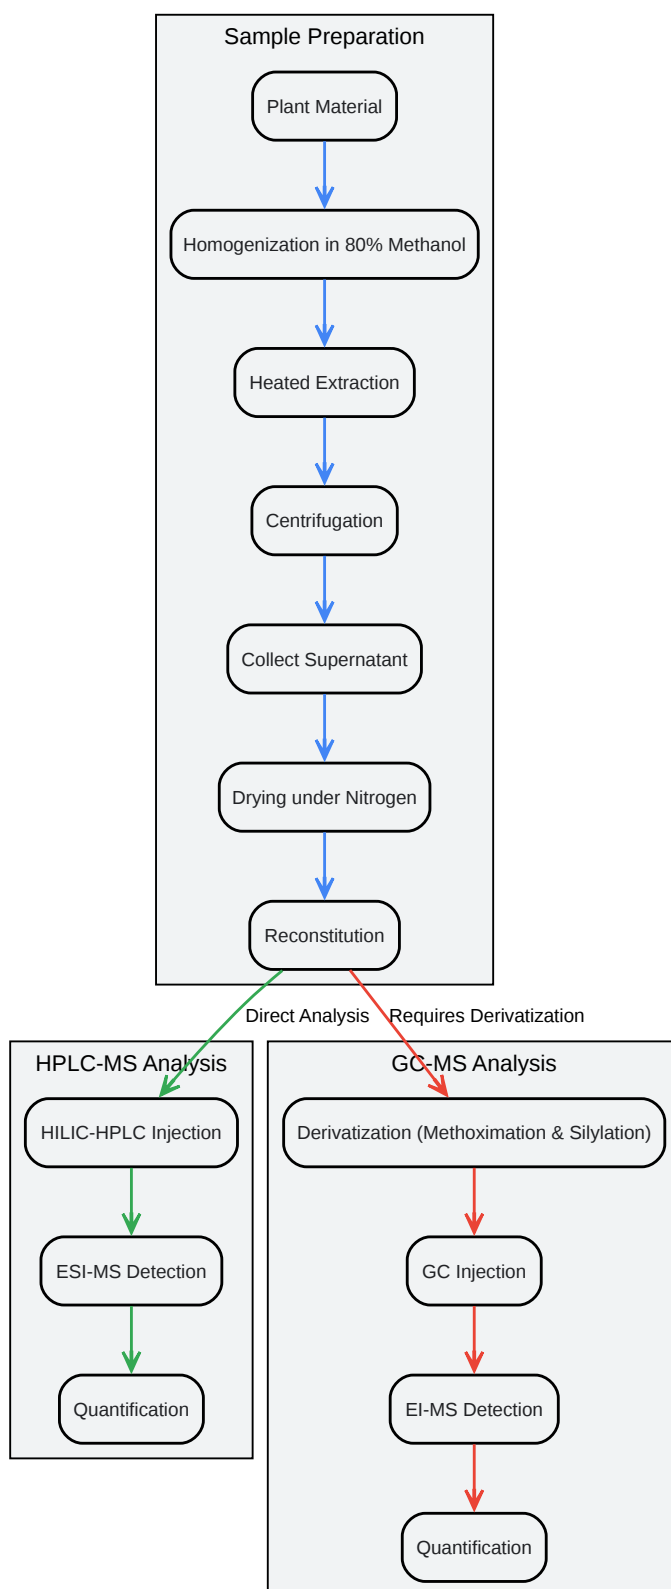 Sample Preparation
Plant Material
Homogenization in 80% Methanol
Heated Extraction
Centrifugation
Collect Supernatant
Drying under Nitrogen
Reconstitution
Direct Analysis
Requires Derivatization
HPLC-MS Analysis
HILIC-HPLC Injection
ESI-MS Detection
Quantification
GC-MS Analysis
Derivatization (Methoximation & Silylation)
GC Injection
EI-MS Detection
Quantification